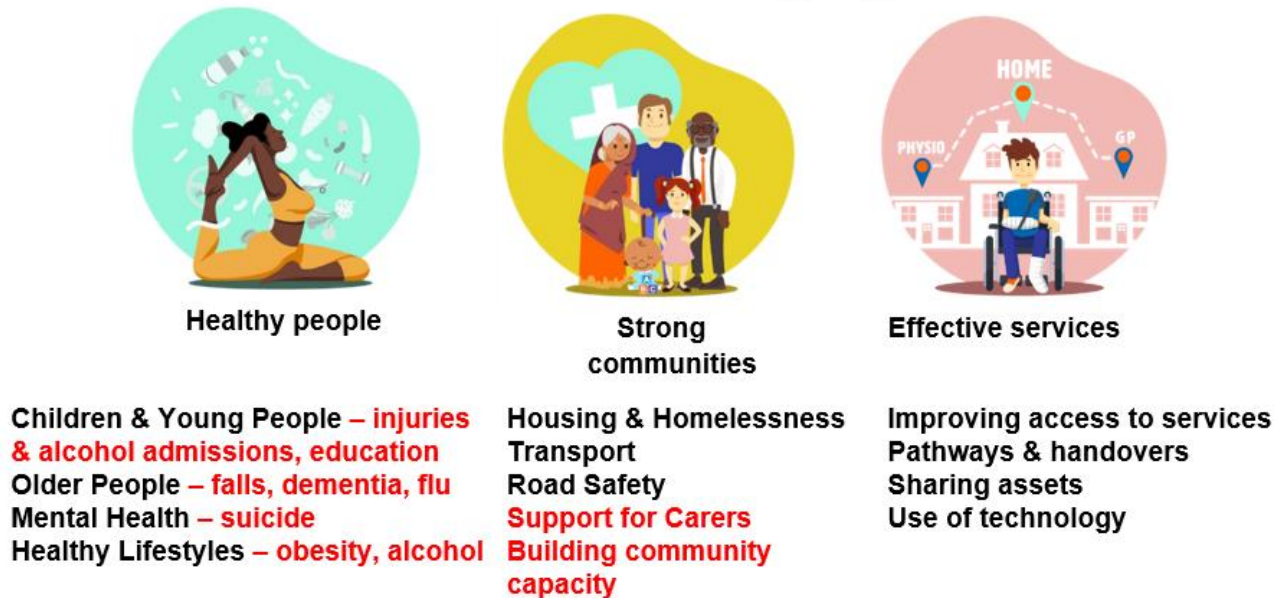 HOME
PHYSIO
GP
A
B C
Healthy people
Strong
communities
Effective services
Children & Young People – injuries
& alcohol admissions, education
Older People – falls, dementia, flu
Mental Health – suicide
Healthy Lifestyles – obesity, alcohol
Housing & Homelessness
Transport
Road Safety
Support for Carers
Building community
capacity
Improving access to services
Pathways & handovers
Sharing assets
Use of technology